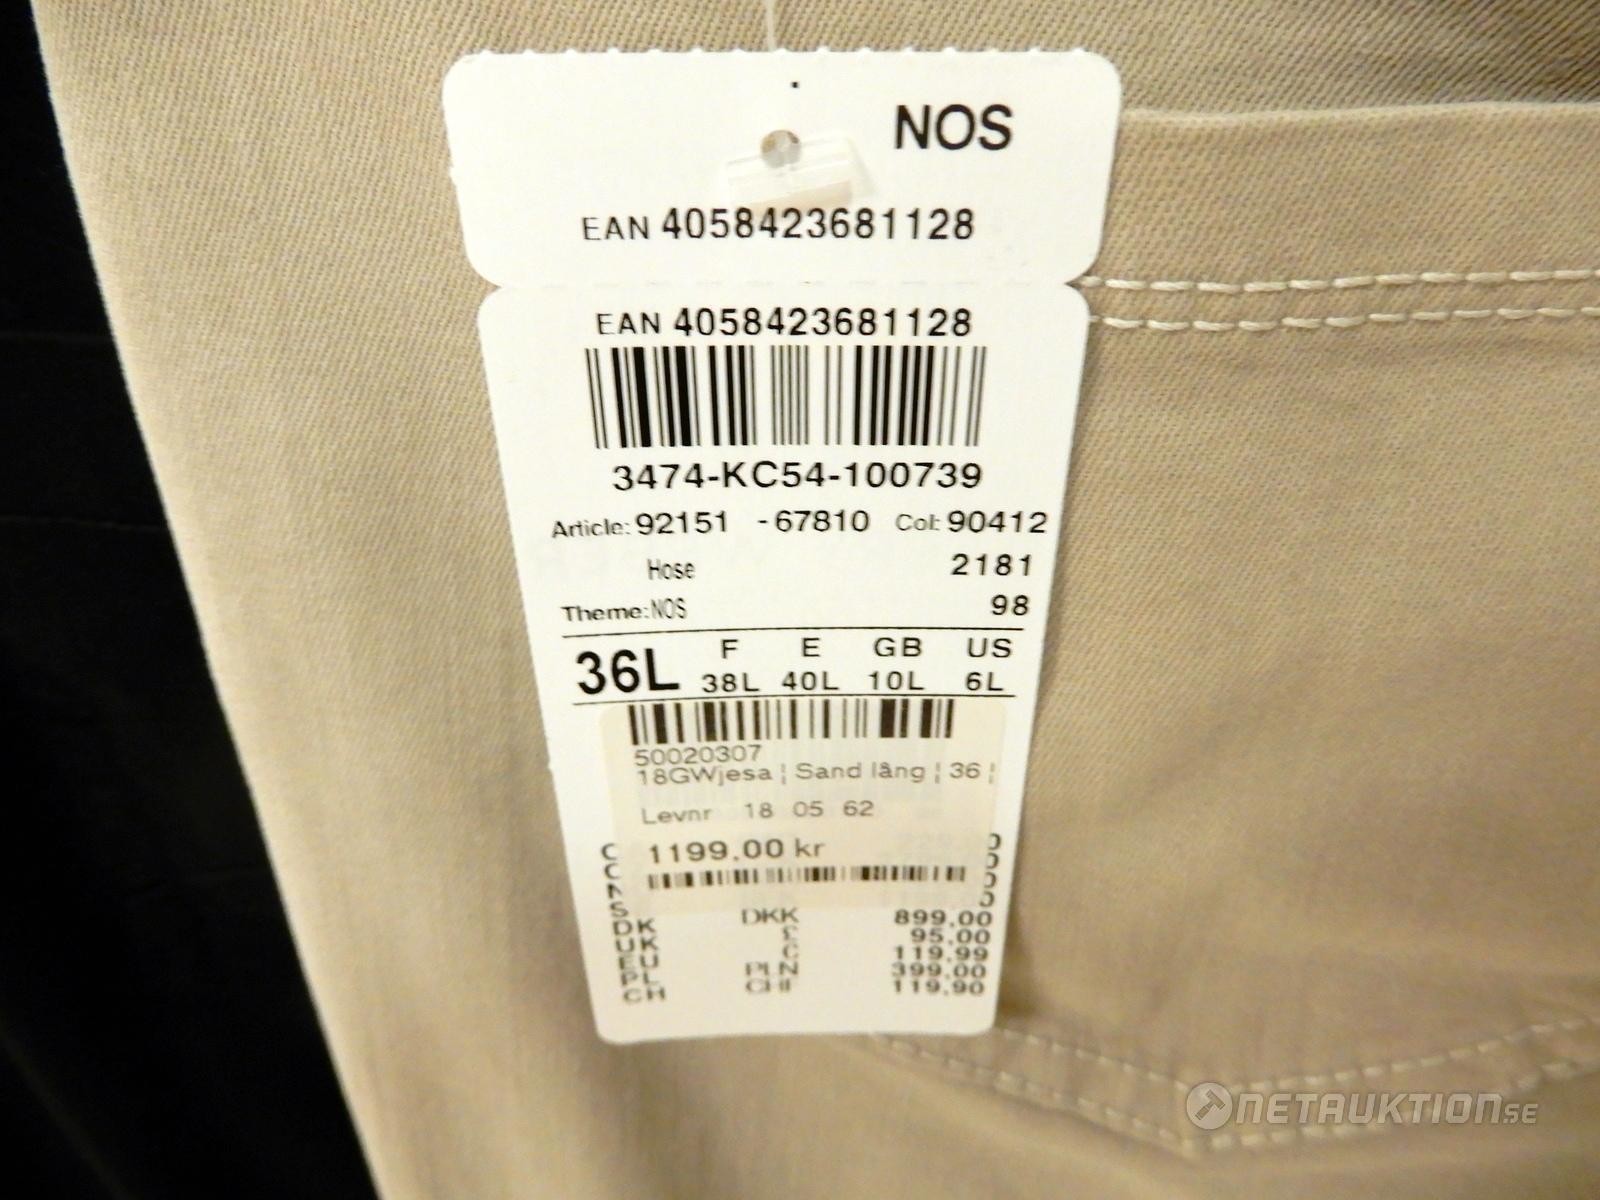 NOS
EAN 4058423681128
EAN 4058423681128
3474-KC54-100739
Article: 92151 -67810 Col: 90412
Hose 2181
Theme: NOS 98
36L F E GB US
38L 40L 10L 6L
50020307
18GWjesa ¦ Sand lång ¦ 36 ¦
Levnr 18 05 62
1199.00 kr
DK DKK 899.00
UK £ 95.00
EU € 119.99
PL PLN 399.00
CH CHF 119.90
NETAUKTION.SE